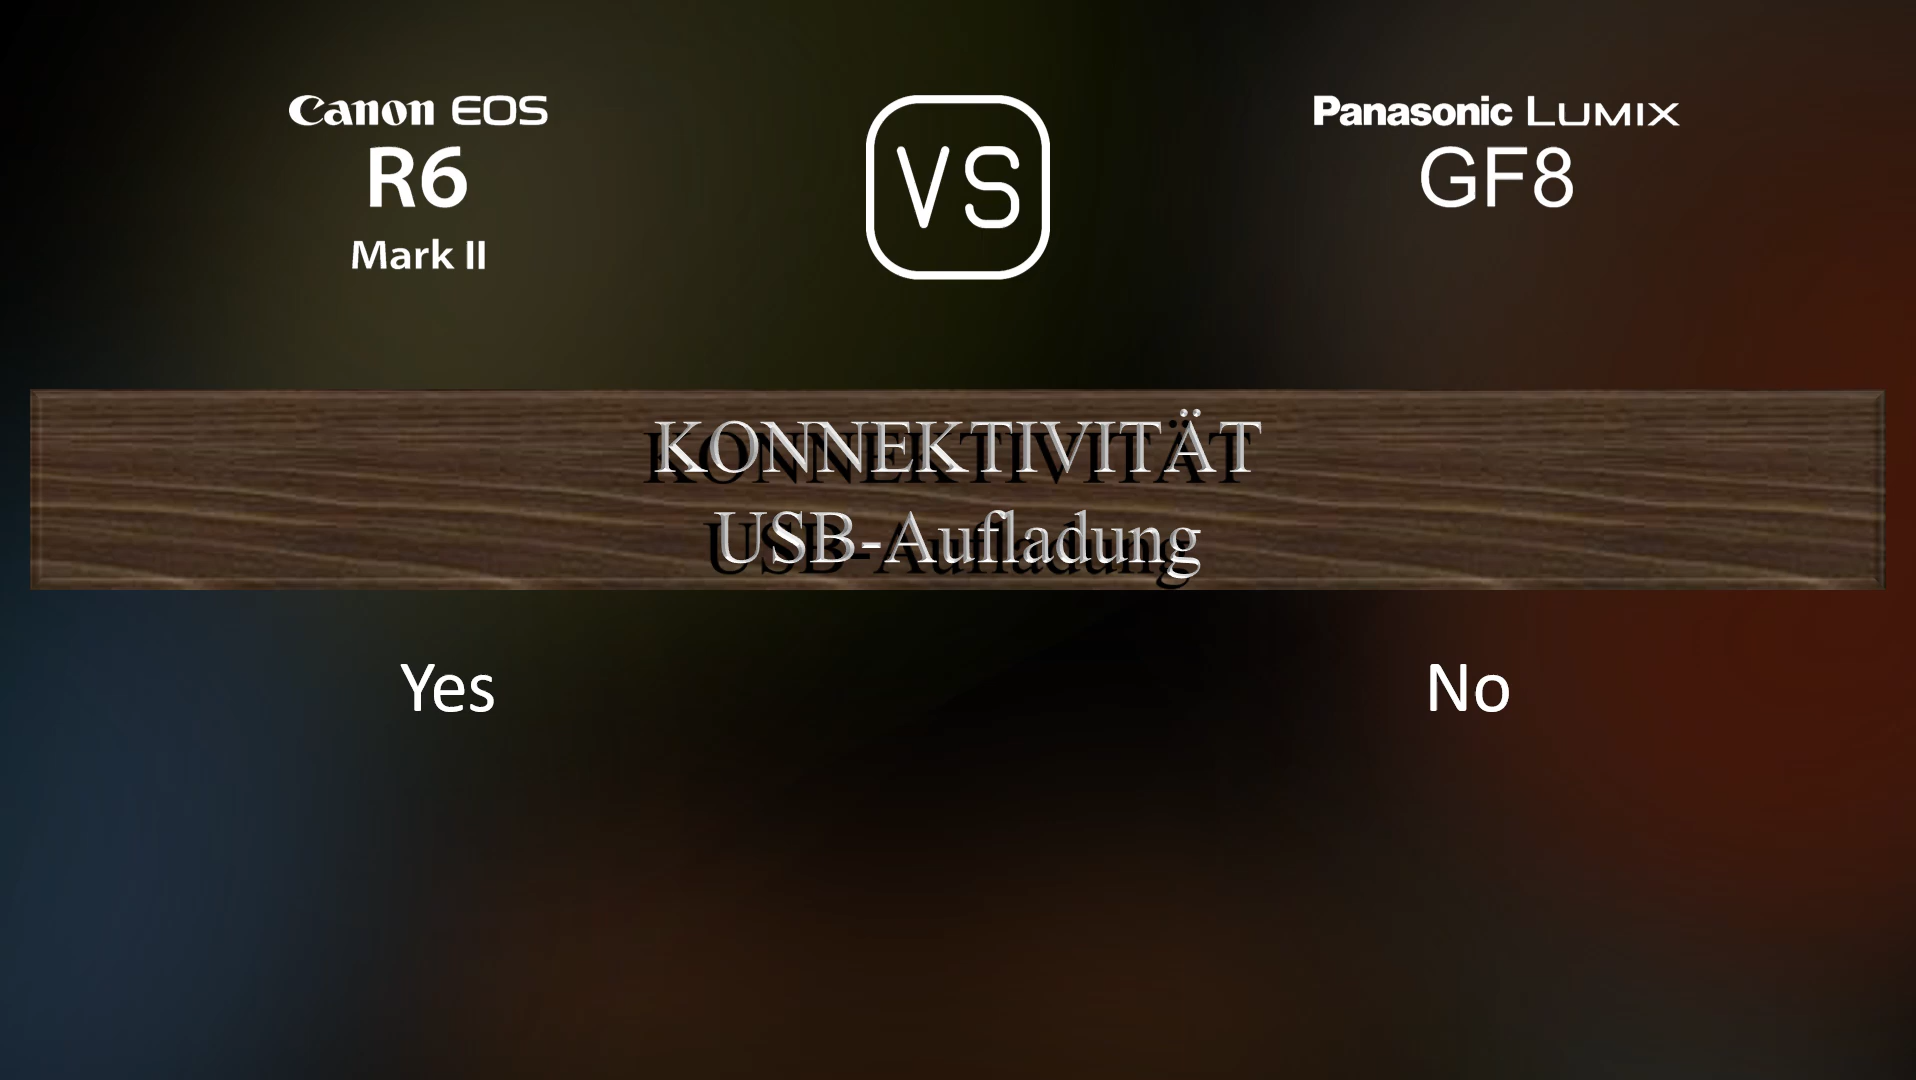 Canon EOS
R6
Mark II
VS
Panasonic LUMIX
GF8
KONNEKTIVITÄT
USB-Aufladung
Yes
No